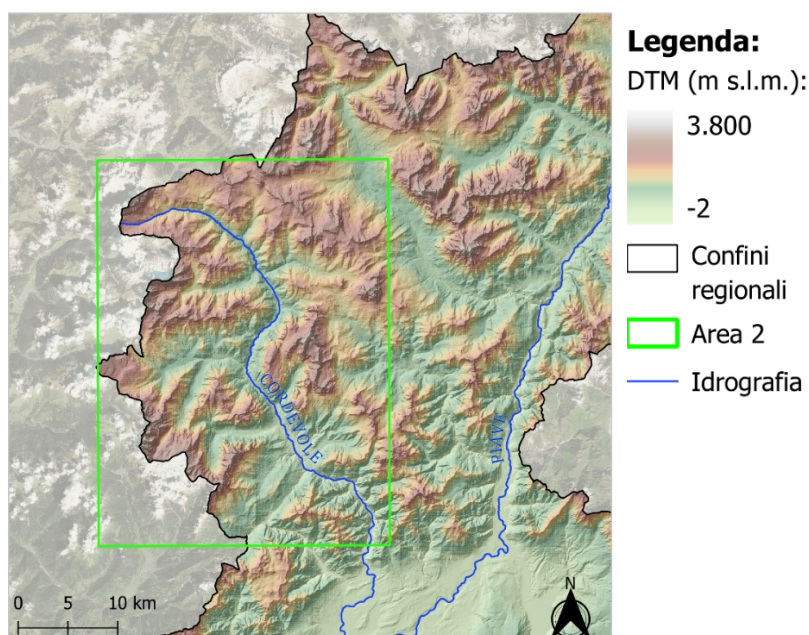 Legenda:
DTM (m s.l.m.):
3.800
-2
Confini
regionali
Area 2
Idrografia
CORDEVOLE
PIAVE
0 5 10 km
N